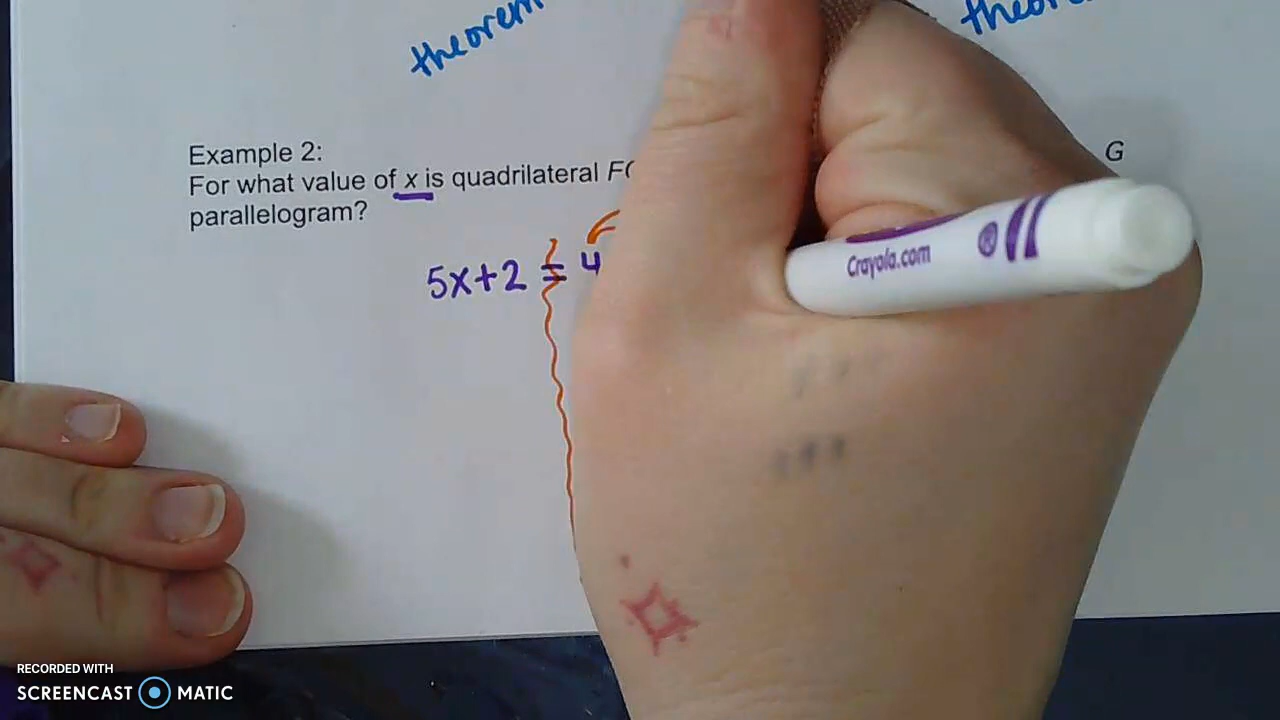 theorem
Example 2:
For what value of x is quadrilateral
parallelogram?
G
5x+2 = 4
Crayola.com
RECORDED WITH
SCREENCAST MATIC